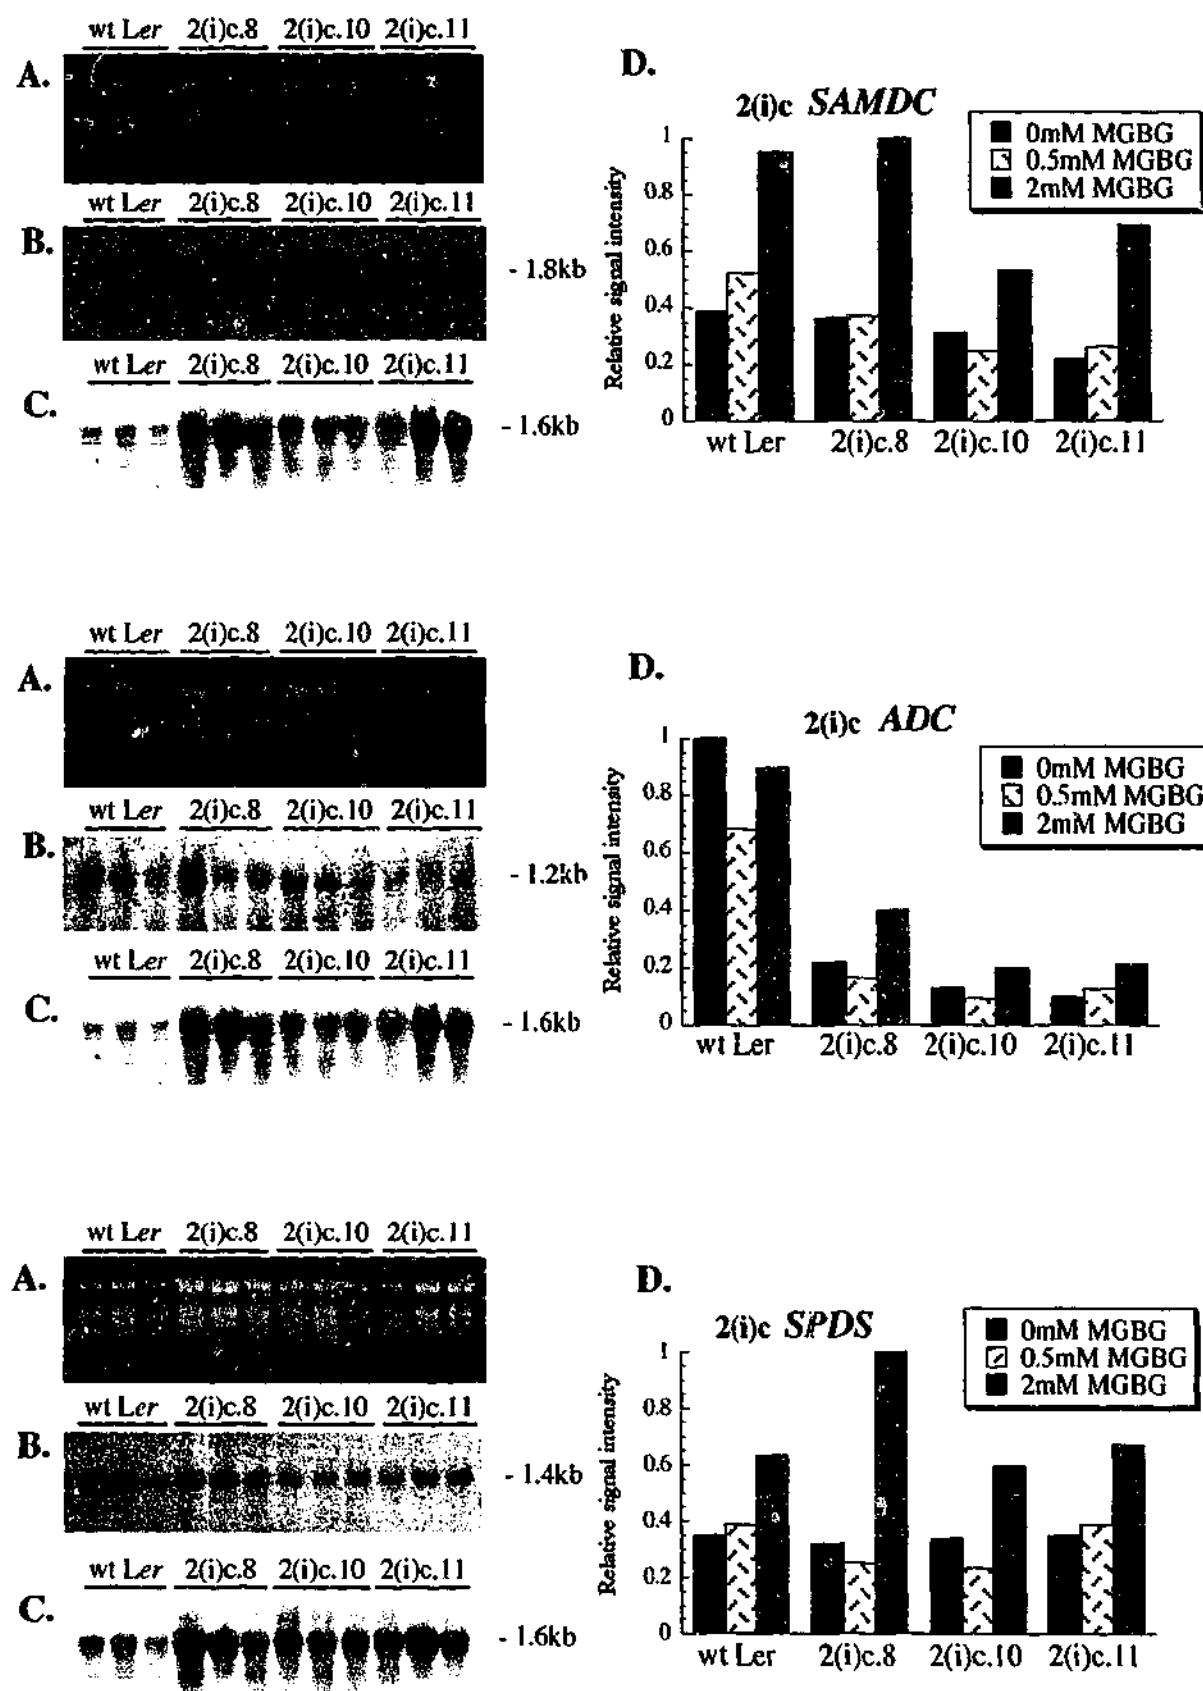 wt Ler 2(i)c.8 2(i)c.10 2(i)c.11
A.
wt Ler 2(i)c.8 2(i)c.10 2(i)c.11
B.
- 1.8kb
wt Ler 2(i)c.8 2(i)c.10 2(i)c.11
C.
- 1.6kb
D.
2(i)c SAMDC
0mM MGBG
0.5mM MGBG
2mM MGBG
Relative signal intensity
1
0.8
0.6
0.4
0.2
0
wt Ler 2(i)c.8 2(i)c.10 2(i)c.11
wt Ler 2(i)c.8 2(i)c.10 2(i)c.11
A.
wt Ler 2(i)c.8 2(i)c.10 2(i)c.11
B.
- 1.2kb
wt Ler 2(i)c.8 2(i)c.10 2(i)c.11
C.
- 1.6kb
D.
2(i)c ADC
0mM MGBG
0.5mM MGBG
2mM MGBG
Relative signal intensity
1
0.8
0.6
0.4
0.2
0
wt Ler 2(i)c.8 2(i)c.10 2(i)c.11
wt Ler 2(i)c.8 2(i)c.10 2(i)c.11
A.
wt Ler 2(i)c.8 2(i)c.10 2(i)c.11
B.
- 1.4kb
wt Ler 2(i)c.8 2(i)c.10 2(i)c.11
C.
- 1.6kb
D.
2(i)c SPDS
0mM MGBG
0.5mM MGBG
2mM MGBG
Relative signal intensity
1
0.8
0.6
0.4
0.2
0
wt Ler 2(i)c.8 2(i)c.10 2(i)c.11